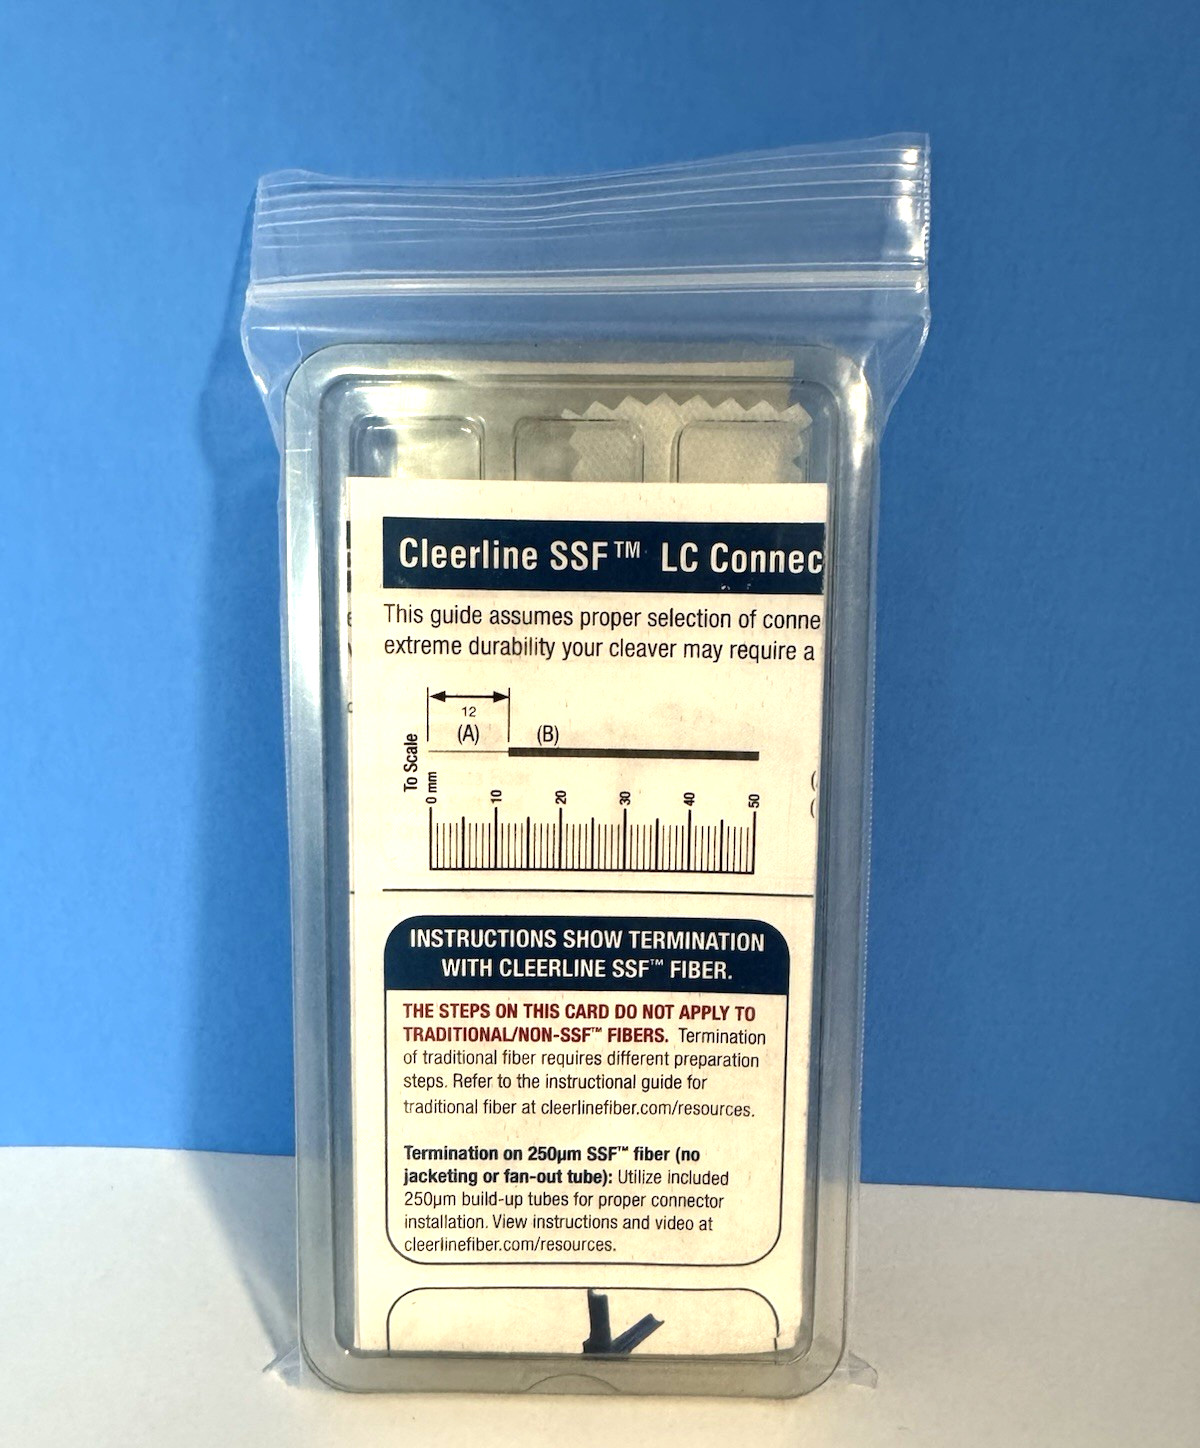 Cleerline SSF™ LC Connec
This guide assumes proper selection of conne
extreme durability your cleaver may require a
12
(A) (B)
To Scale
0 mm 10 20 30 40 50
INSTRUCTIONS SHOW TERMINATION
WITH CLEERLINE SSF™ FIBER.
THE STEPS ON THIS CARD DO NOT APPLY TO
TRADITIONAL/NON-SSF™ FIBERS. Termination
of traditional fiber requires different preparation
steps. Refer to the instructional guide for
traditional fiber at cleerlinefiber.com/resources.
Termination on 250µm SSF™ fiber (no
jacketing or fan-out tube): Utilize included
250µm build-up tubes for proper connector
installation. View instructions and video at
cleerlinefiber.com/resources.